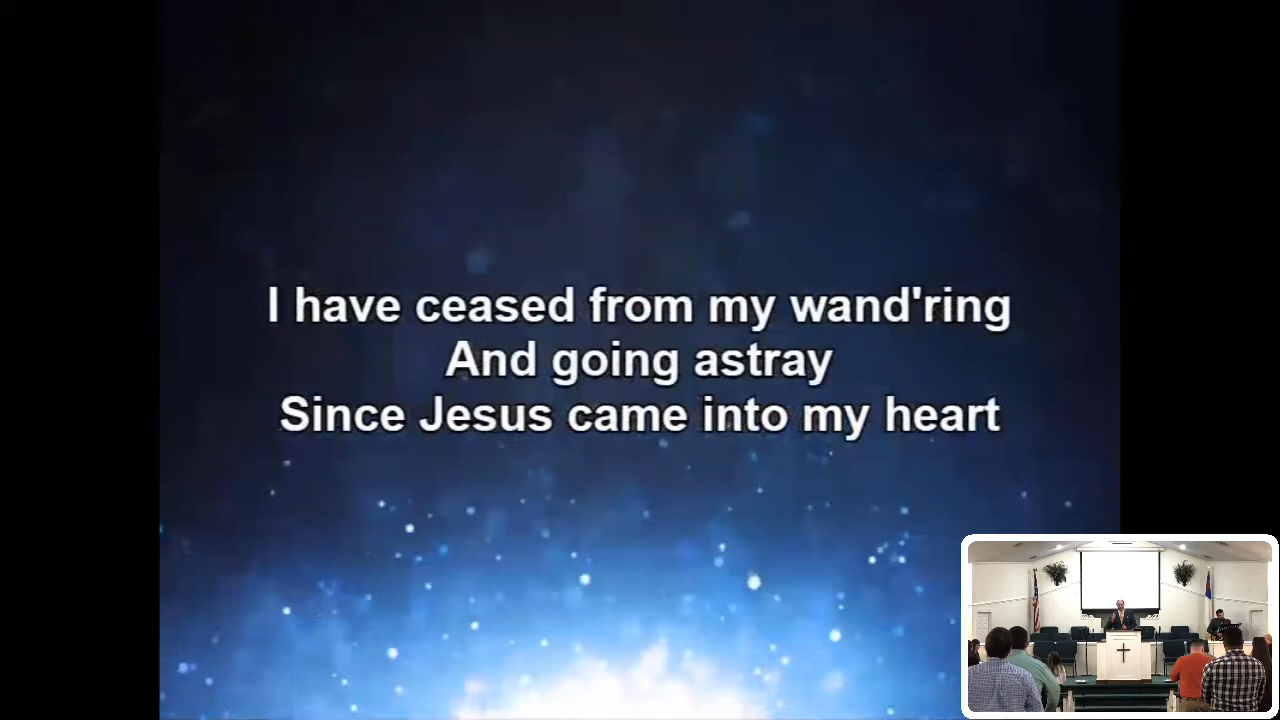 I have ceased from my wand'ring
And going astray
Since Jesus came into my heart